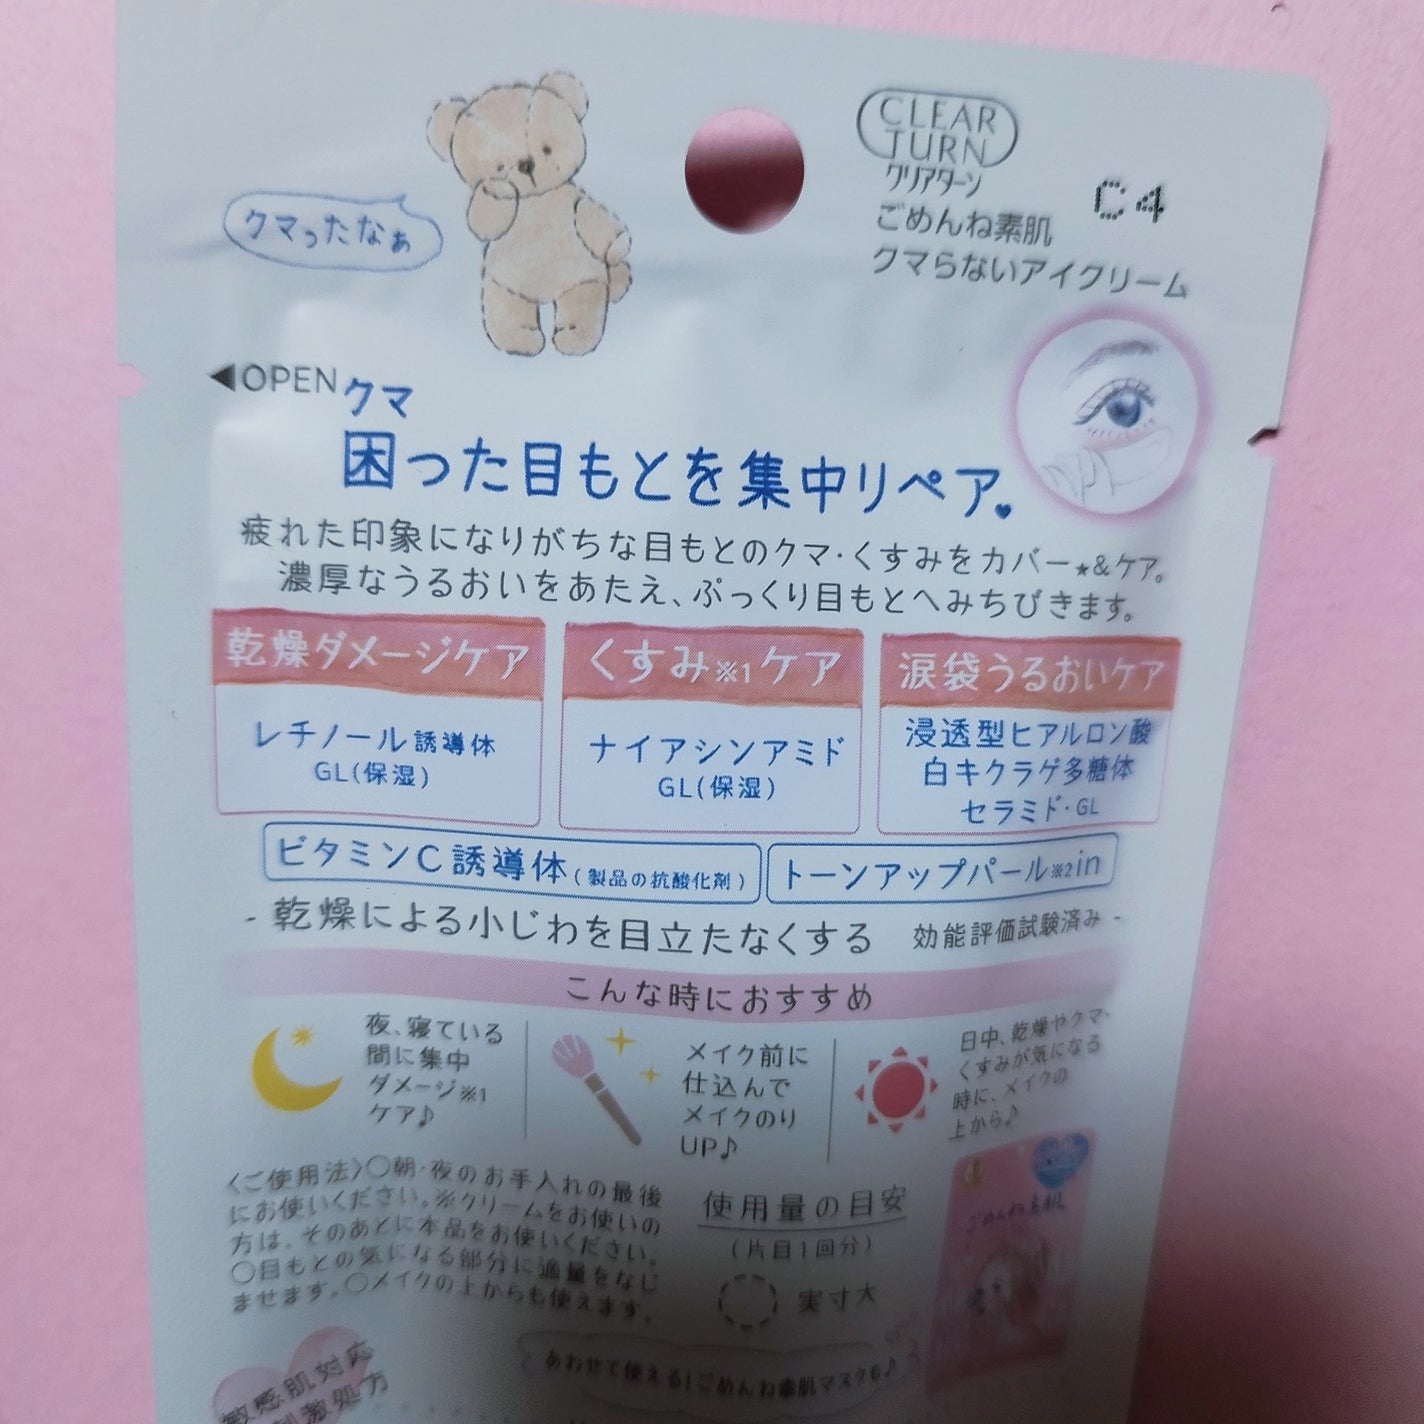 CLEAR
TURN
クリアターン
ごめんね素肌
クマらないアイクリーム
C4
クマったなぁ
◀OPEN
クマ
困った目もとを集中リペア。
疲れた印象になりがちな目もとのクマ・くすみをカバー★&ケア。
濃厚なうるおいをあたえ、ぷっくり目もとへみちびきます。
乾燥ダメージケア
レチノール誘導体
GL(保湿)
くすみ※1ケア
ナイアシンアミド
GL(保湿)
涙袋うるおいケア
浸透型ヒアルロン酸
白キクラゲ多糖体
セラミド・GL
ビタミンC誘導体(製品の抗酸化剤)
トーンアップパール※2in
- 乾燥による小じわを目立たなくする 効能評価試験済み -
こんな時におすすめ
夜、寝ている
間に集中
ダメージ※1
ケア♪
メイク前に
仕込んで
メイクのり
UP♪
日中、乾燥やクマ・
くすみが気になる
時に、メイクの
上から♪
〈ご使用法〉○朝・夜のお手入れの最後
にお使いください。※クリームをお使いの
方は、そのあとに本品をお使いください。
○目もとの気になる部分に適量をなじ
ませます。○メイクの上からも使えます。
使用量の目安
(片目1回分)
実寸大
ごめんね素肌
あわせて使える!ごめんね素肌マスクも♪
敏感肌対応
刺激処方